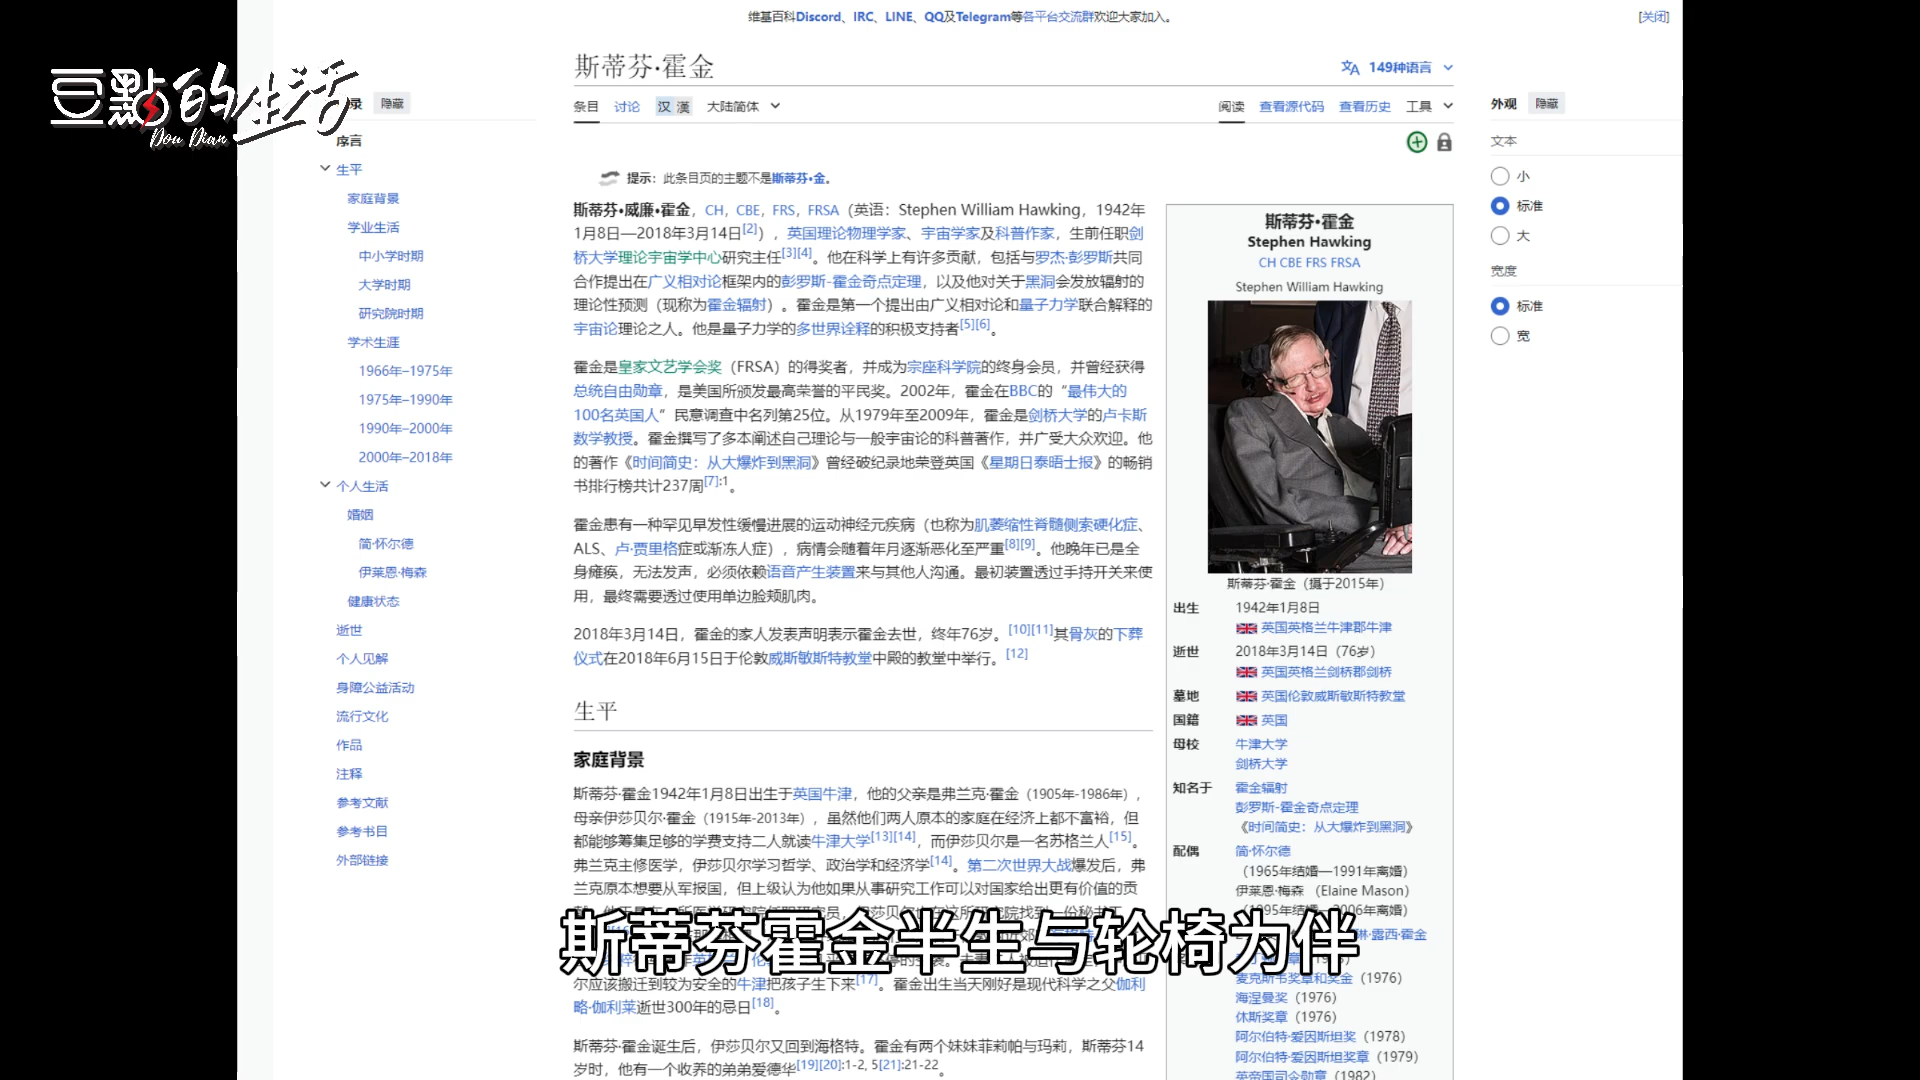 维基百科Discord、IRC、LINE、QQ及Telegram等各平台交流群欢迎大家加入。
[关闭]
豆點的生活
Dou Dian
录 隐藏
序言
生平
家庭背景
学业生活
中小学时期
大学时期
研究院时期
学术生涯
1966年–1975年
1975年–1990年
1990年–2000年
2000年–2018年
个人生活
婚姻
简·怀尔德
伊莱恩·梅森
健康状态
逝世
个人见解
身障公益活动
流行文化
作品
注释
参考文献
参考书目
外部链接
斯蒂芬·霍金
149种语言
条目 讨论 汉 漢 大陆简体
阅读 查看源代码 查看历史 工具
提示：此条目页的主题不是斯蒂芬·金。
斯蒂芬·威廉·霍金，CH，CBE，FRS，FRSA（英语：Stephen William Hawking，1942年
1月8日—2018年3月14日[2]），英国理论物理学家、宇宙学家及科普作家，生前任职剑
桥大学理论宇宙学中心研究主任[3][4]。他在科学上有许多贡献，包括与罗杰·彭罗斯共同
合作提出在广义相对论框架内的彭罗斯-霍金奇点定理，以及他对关于黑洞会发放辐射的
理论性预测（现称为霍金辐射）。霍金是第一个提出由广义相对论和量子力学联合解释的
宇宙论理论之人。他是量子力学的多世界诠释的积极支持者[5][6]。
霍金是皇家文艺学会奖（FRSA）的得奖者，并成为宗座科学院的终身会员，并曾经获得
总统自由勋章，是美国所颁发最高荣誉的平民奖。2002年，霍金在BBC的“最伟大的
100名英国人”民意调查中名列第25位。从1979年至2009年，霍金是剑桥大学的卢卡斯
数学教授。霍金撰写了多本阐述自己理论与一般宇宙论的科普著作，并广受大众欢迎。他
的著作《时间简史：从大爆炸到黑洞》曾经破纪录地荣登英国《星期日泰晤士报》的畅销
书排行榜共计237周[7]:1。
霍金患有一种罕见早发性缓慢进展的运动神经元疾病（也称为肌萎缩性脊髓侧索硬化症、
ALS、卢·贾里格症或渐冻人症），病情会随着年月逐渐恶化至严重[8][9]。他晚年已是全
身瘫痪，无法发声，必须依赖语音产生装置来与其他人沟通。最初装置透过手持开关来使
用，最终需要透过使用单边脸颊肌肉。
2018年3月14日，霍金的家人发表声明表示霍金去世，终年76岁。[10][11]其骨灰的下葬
仪式在2018年6月15日于伦敦威斯敏斯特教堂中殿的教堂中举行。[12]
生平
家庭背景
斯蒂芬·霍金1942年1月8日出生于英国牛津，他的父亲是弗兰克·霍金（1905年-1986年），
母亲伊莎贝尔·霍金（1915年-2013年），虽然他们两人原本的家庭在经济上都不富裕，但
都能够筹集足够的学费支持二人就读牛津大学[13][14]，而伊莎贝尔是一名苏格兰人[15]。
弗兰克主修医学，伊莎贝尔学习哲学、政治学和经济学[14]。第二次世界大战爆发后，弗
兰克原本想要从军报国，但上级认为他如果从事研究工作可以对国家给出更有价值的贡
尔应该搬迁到较为安全的牛津把孩子生下来[17]。霍金出生当天刚好是现代科学之父伽利
略·伽利莱逝世300年的忌日[18]。
斯蒂芬·霍金诞生后，伊莎贝尔又回到海格特。霍金有两个妹妹菲莉帕与玛莉，斯蒂芬14
岁时，他有一个收养的弟弟爱德华[19][20]:1-2, 5[21]:21-22。
斯蒂芬·霍金
Stephen Hawking
CH CBE FRS FRSA
Stephen William Hawking
斯蒂芬·霍金（摄于2015年）
出生 1942年1月8日
英国英格兰牛津郡牛津
逝世 2018年3月14日（76岁）
英国英格兰剑桥郡剑桥
墓地 英国伦敦威斯敏斯特教堂
国籍 英国
母校 牛津大学
剑桥大学
知名于 霍金辐射
彭罗斯-霍金奇点定理
《时间简史：从大爆炸到黑洞》
配偶 简·怀尔德
（1965年结婚—1991年离婚）
伊莱恩·梅森 （Elaine Mason）
（1995年结婚—2006年离婚）
琳·露西·霍金
麦克斯韦奖章和奖金（1976）
海涅曼奖（1976）
休斯奖章（1976）
阿尔伯特·爱因斯坦奖（1978）
阿尔伯特·爱因斯坦奖章（1979）
英帝国司令勋章（1982）
外观 隐藏
文本
小
标准
大
宽度
标准
宽
斯蒂芬霍金半生与轮椅为伴